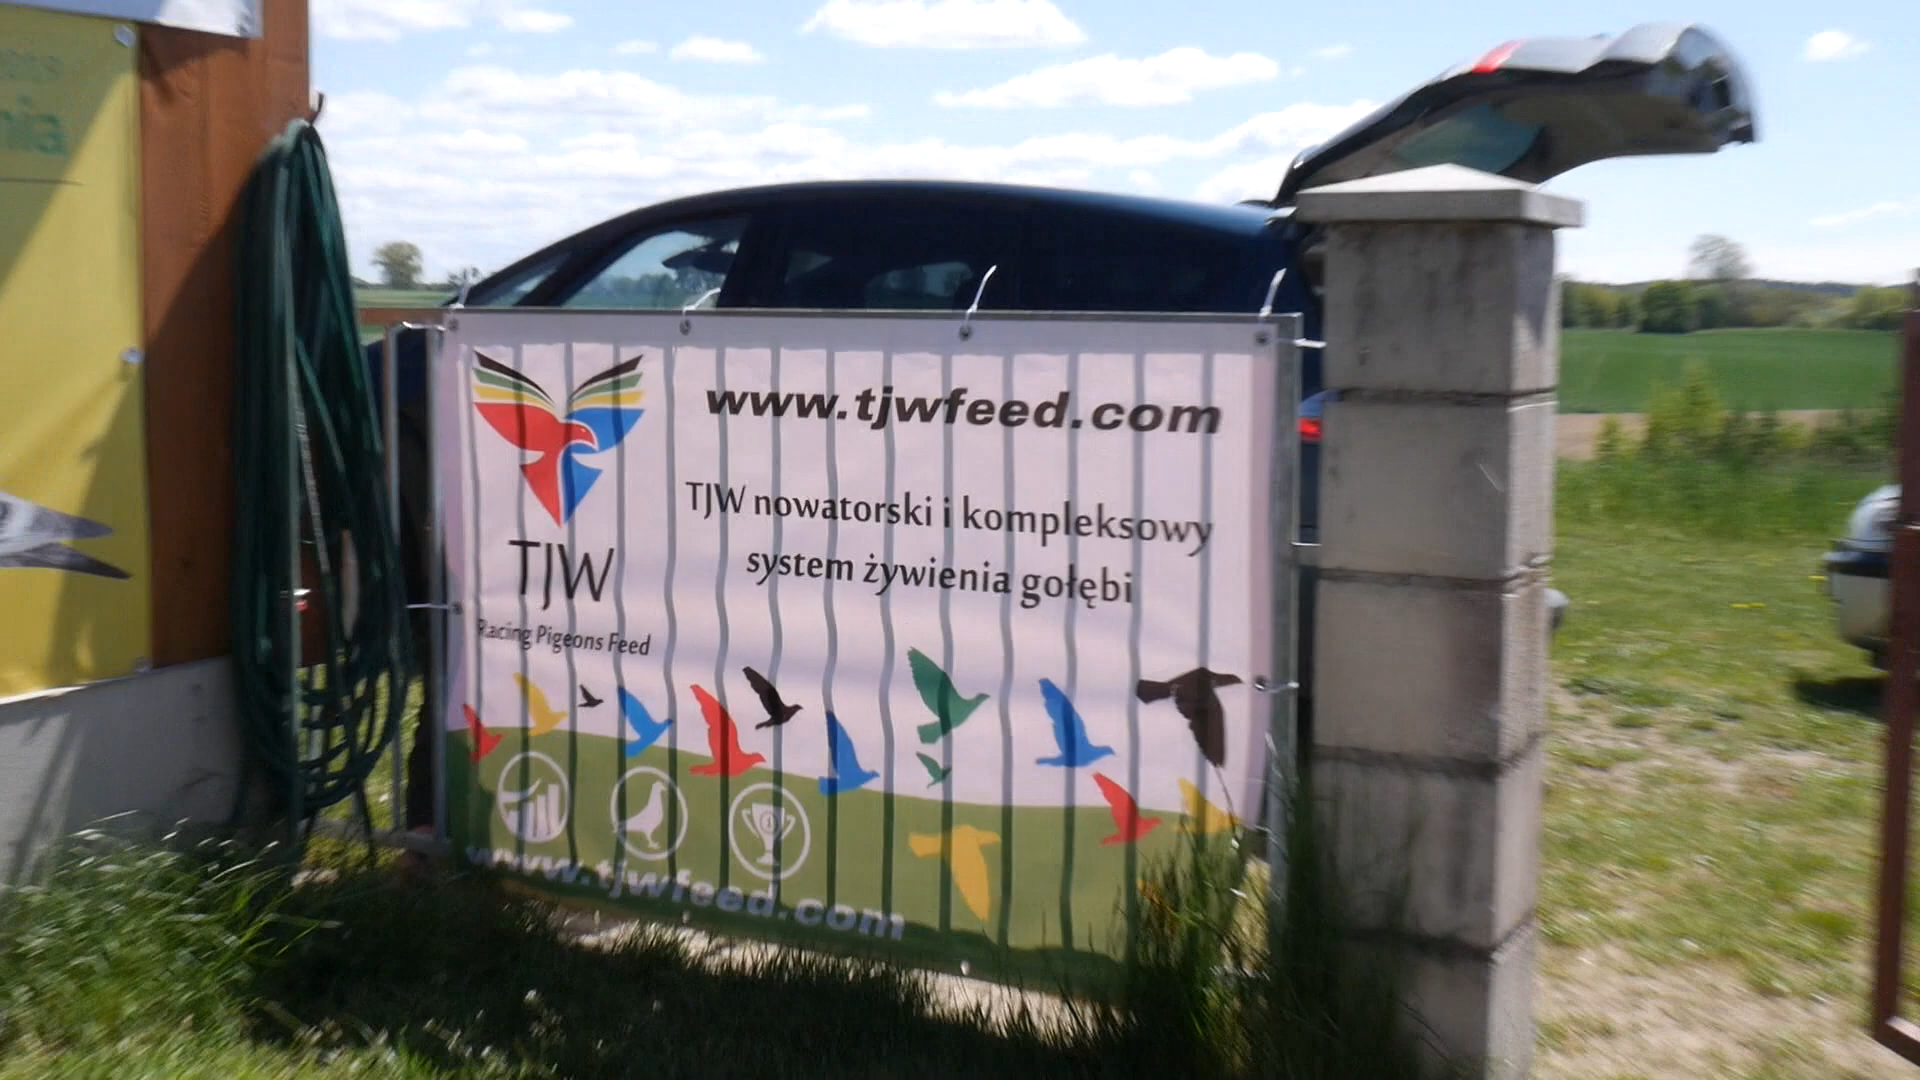 www.tjwfeed.com
TJW nowatorski i kompleksowy
system żywienia gołębi
TJW
Racing Pigeons Feed
www.tjwfeed.com